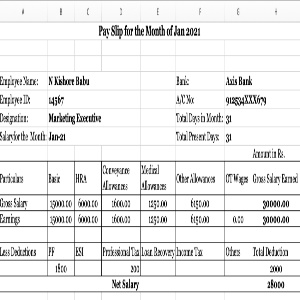 A B C D E F G H
Pay Slip for the Month of Jan 2021
Employee Name: N Kishore Babu Bank: Axis Bank
Employee ID: 14567 A/C No: 912534XXX679
Designation: Marketing Executive Total Days in Month: 31
Salary for the Month: Jan-21 Total Present Days: 31
Amount in Rs.
Particulars Basic HRA Conveyance Allowances Medical Allowances Other Allowances OT Wages Gross Salary Earned
Gross Salary 15000.00 6000.00 1600.00 1250.00 6150.00 30000.00
Earnings 15000.00 6000.00 1600.00 1250.00 6150.00 0.00 30000.00
Less Deductions PF ESI Professional Tax Loan Recovery Income Tax Others Total Deduction
1800 200 2000
Net Salary 28000